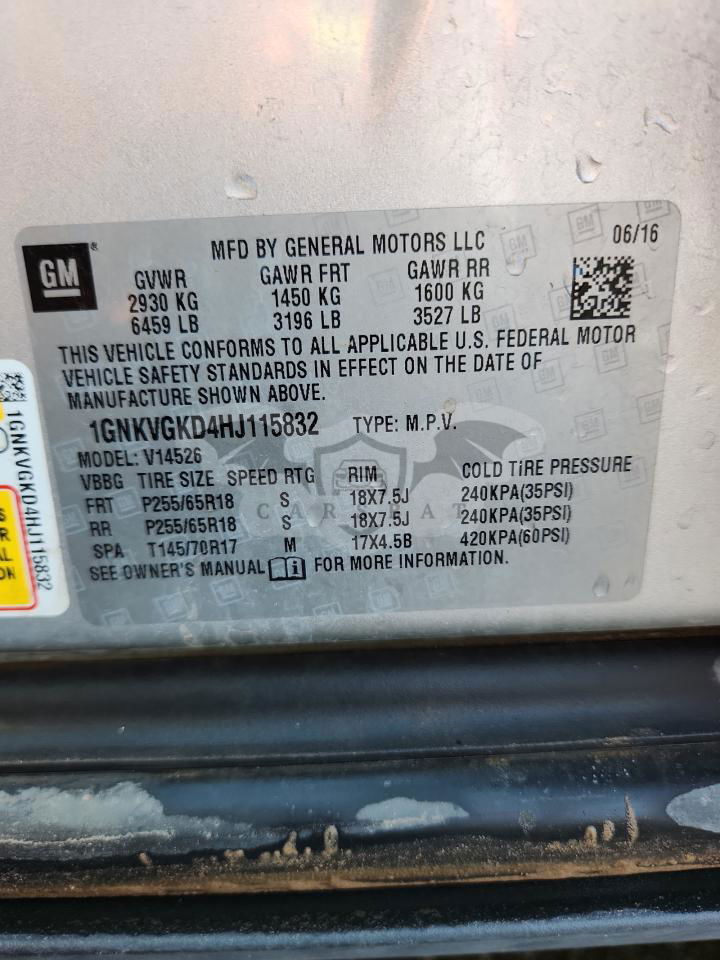 GM ®
MFD BY GENERAL MOTORS LLC
06/16
GVWR GAWR FRT GAWR RR
2930 KG 1450 KG 1600 KG
6459 LB 3196 LB 3527 LB
THIS VEHICLE CONFORMS TO ALL APPLICABLE U.S. FEDERAL MOTOR
VEHICLE SAFETY STANDARDS IN EFFECT ON THE DATE OF
MANUFACTURE SHOWN ABOVE.
1GNKVGKD4HJ115832 TYPE: M.P.V.
MODEL: V14526
VBBG TIRE SIZE SPEED RTG RIM COLD TIRE PRESSURE
FRT P255/65R18 S 18X7.5J 240KPA(35PSI)
RR P255/65R18 S 18X7.5J 240KPA(35PSI)
SPA T145/70R17 M 17X4.5B 420KPA(60PSI)
SEE OWNER'S MANUAL FOR MORE INFORMATION.
1GNKVGKD4HJ115832